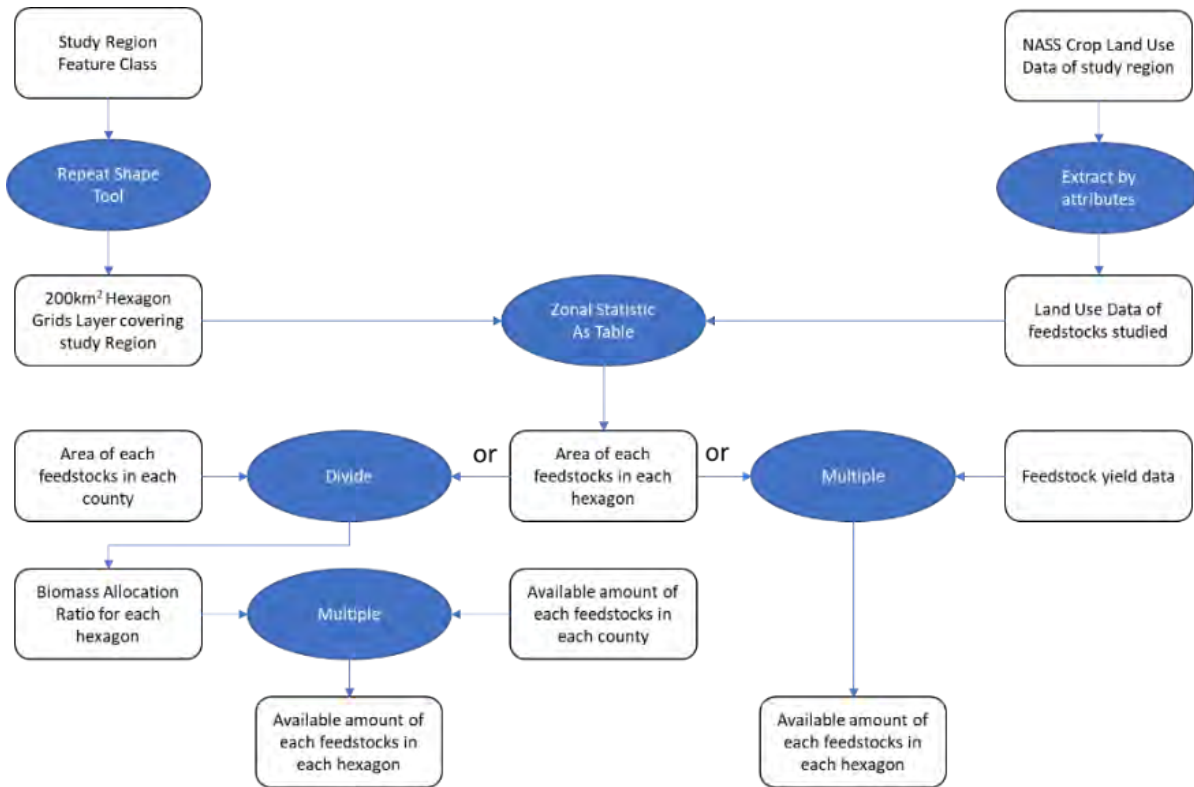 Study Region
Feature Class
NASS Crop Land Use
Data of study region
Repeat Shape
Tool
Extract by
attributes
200km² Hexagon
Grids Layer covering
study Region
Zonal Statistic
As Table
Land Use Data of
feedstocks studied
Area of each
feedstocks in each
county
Divide
or
Area of each
feedstocks in each
hexagon
or
Multiple
Feedstock yield data
Biomass Allocation
Ratio for each
hexagon
Multiple
Available amount of
each feedstocks in
each county
Available amount of
each feedstocks in
each hexagon
Available amount of
each feedstocks in
each hexagon